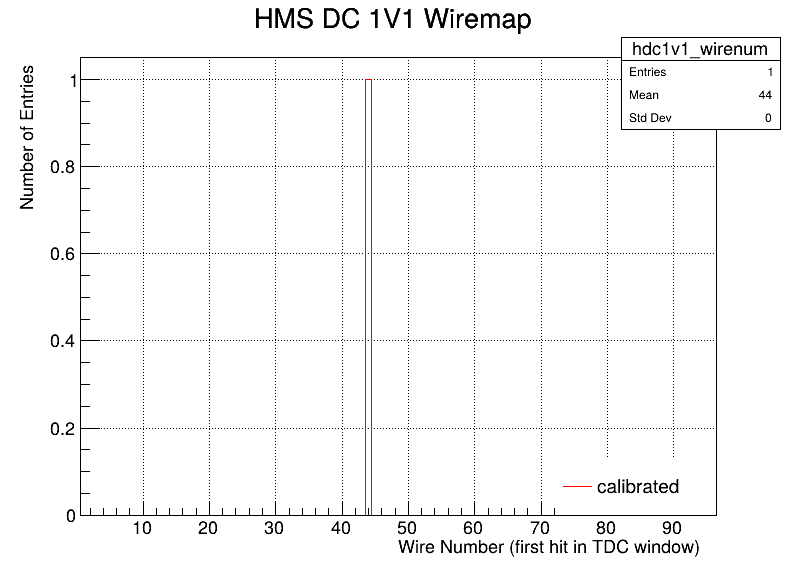 HMS DC 1V1 Wiremap
hdc1v1_wirenum
Entries 1
Mean 44
Std Dev 0
Number of Entries
1
0.8
0.6
0.4
0.2
0
10 20 30 40 50 60 70 80 90
Wire Number (first hit in TDC window)
calibrated